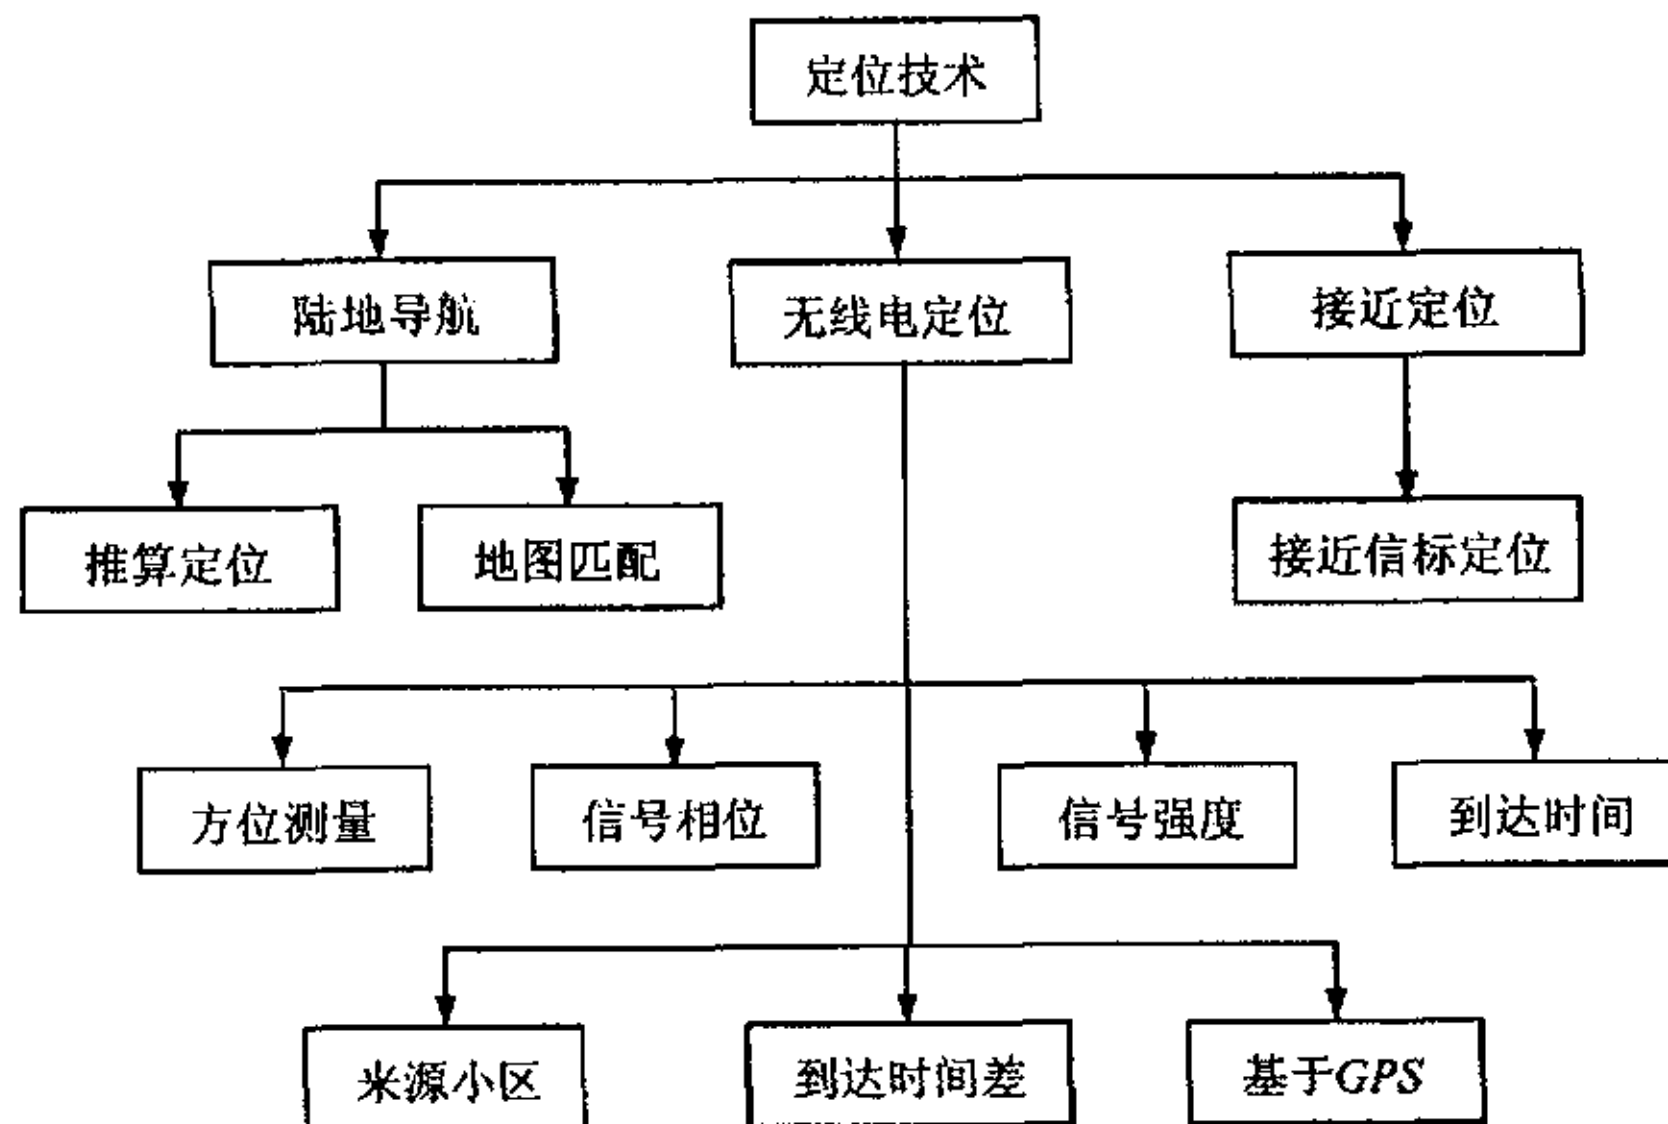 定位技术
陆地导航
无线电定位
接近定位
推算定位
地图匹配
接近信标定位
方位测量
信号相位
信号强度
到达时间
来源小区
到达时间差
基于GPS